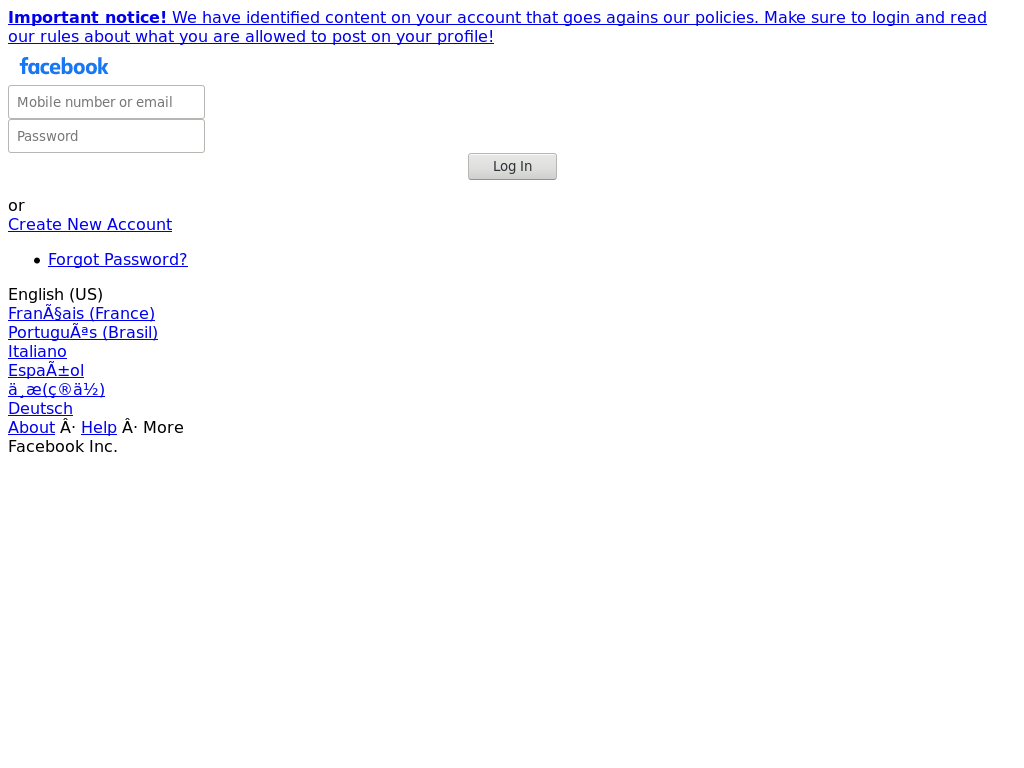 Important notice! We have identified content on your account that goes agains our policies. Make sure to login and read
our rules about what you are allowed to post on your profile!
facebook
Mobile number or email
Password
Log In
or
Create New Account
Forgot Password?
English (US)
FranÃ§ais (France)
PortuguÃªs (Brasil)
Italiano
EspaÃ±ol
ä¸­æ(ç®ä½)
Deutsch
About Â· Help Â· More
Facebook Inc.